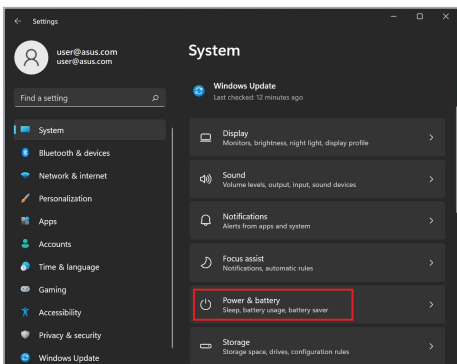 Settings
user@asus.com
user@asus.com
Find a setting
System
Bluetooth & devices
Network & internet
Personalization
Apps
Accounts
Time & language
Gaming
Accessibility
Privacy & security
Windows Update
System
Windows Update
Last checked: 12 minutes ago
Display
Monitors, brightness, night light, display profile
Sound
Volume levels, output, input, sound devices
Notifications
Alerts from apps and system
Focus assist
Notifications, automatic rules
Power & battery
Sleep, battery usage, battery saver
Storage
Storage space, drives, configuration rules